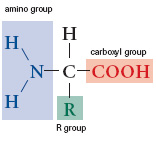 amino group
H
H
carboxyl group
N–C–COOH
H
R
R group